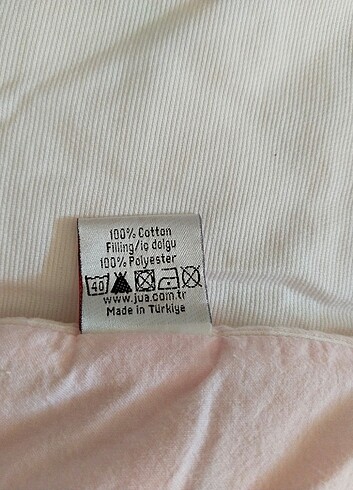 100% Cotton
Filling/iç dolgu
100% Polyester
40
www.jua.com.tr
Made in Türkiye